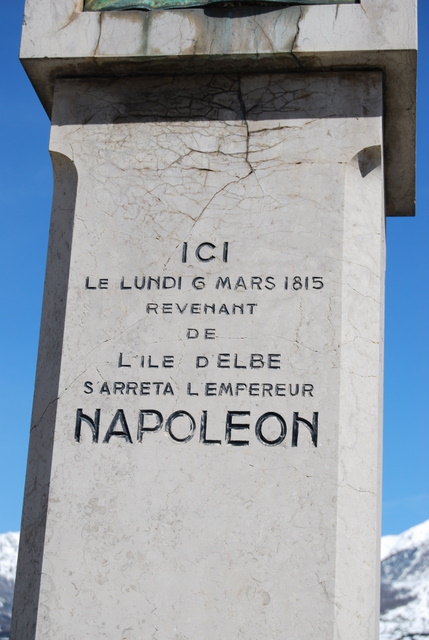 ICI
LE LUNDI 6 MARS 1815
REVENANT
DE
L'ILE D'ELBE
S'ARRETA L'EMPEREUR
NAPOLEON